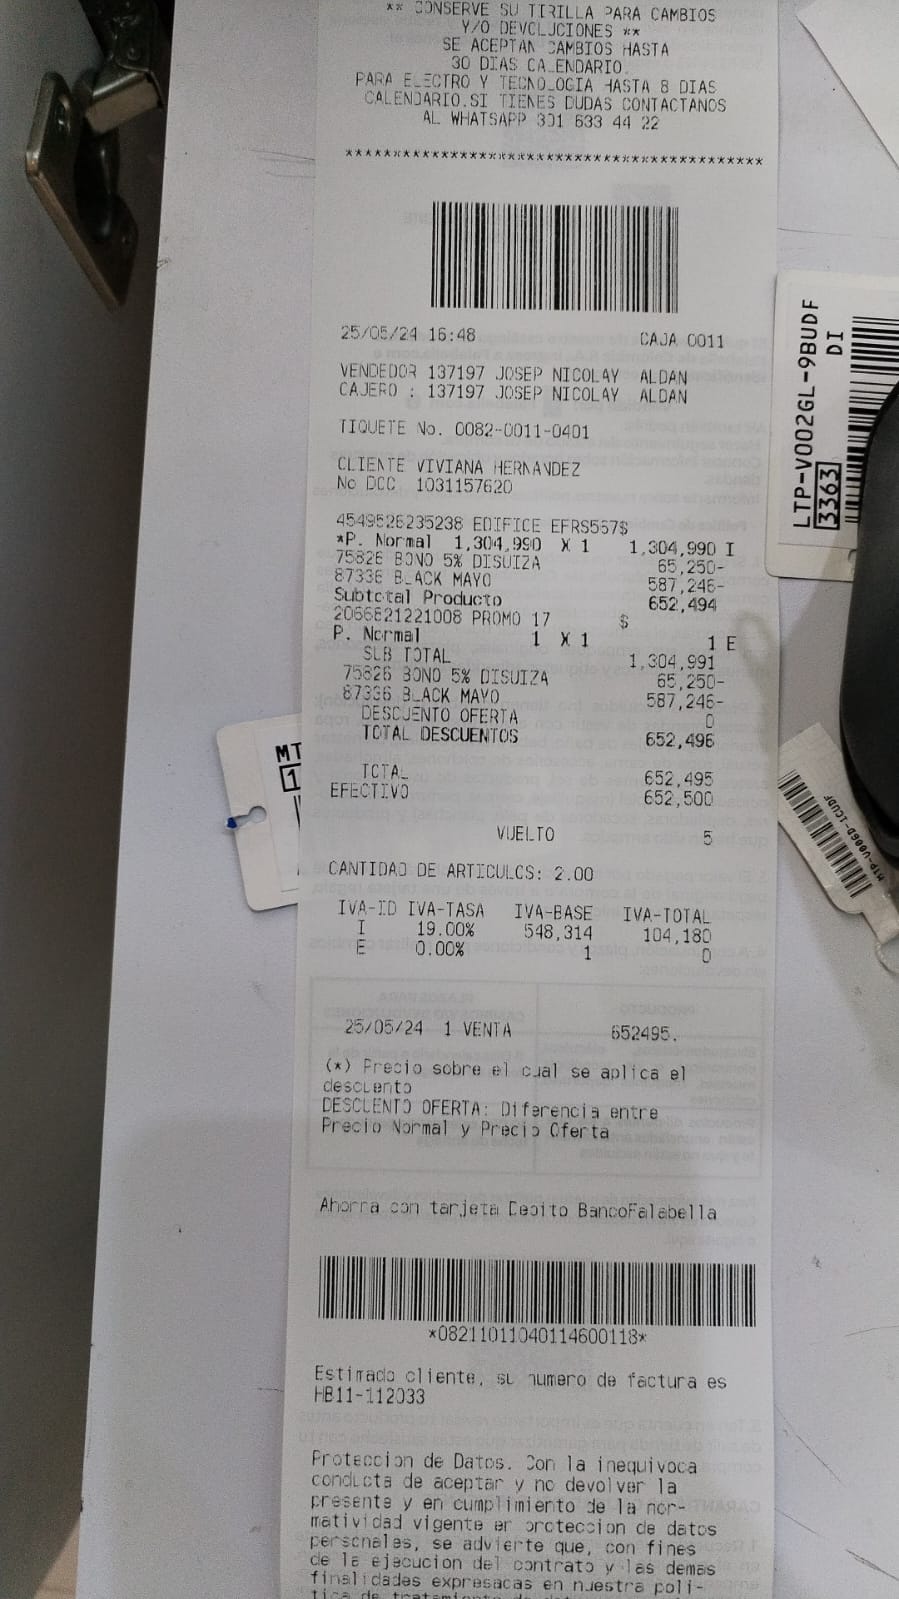 ** CONSERVE SU TIRILLA PARA CAMBIOS
Y/O DEVOLUCIONES **
SE ACEPTAN CAMBIOS HASTA
30 DIAS CALENDARIO.
PARA ELECTRO Y TECNOLOGIA HASTA 8 DIAS
CALENDARIO.SI TIENES DUDAS CONTACTANOS
AL WHATSAPP 301 633 44 22
********************************************
25/05/24 16:48 CAJA 0011
VENDEDOR 137197 JOSEP NICOLAY ALDAN
CAJERO : 137197 JOSEP NICOLAY ALDAN
TIQUETE No. 0082-0011-0401
CLIENTE VIVIANA HERNANDEZ
No DCC 1031157620
4549526235238 EDIFICE EFRS567$
*P. Normal 1,304,990 X 1 1,304,990 I
75826 BONO 5% DISUIZA 65,250-
87336 BLACK MAYO 587,246-
Subtotal Producto 652,494
2066821221008 PROMO 17 $
P. Normal 1 X 1 1 E
SUB TOTAL 1,304,991
75826 BONO 5% DISUIZA 65,250-
87336 BLACK MAYO 587,246-
DESCUENTO OFERTA 0
TOTAL DESCUENTOS 652,496
TOTAL 652,495
EFECTIVO 652,500
VUELTO 5
CANTIDAD DE ARTICULOS: 2.00
IVA-ID IVA-TASA IVA-BASE IVA-TOTAL
I 19.00% 548,314 104,180
E 0.00% 1 0
25/05/24 1 VENTA 652495.
(*) Precio sobre el cual se aplica el
descuento
DESCUENTO OFERTA: Diferencia entre
Precio Normal y Precio Oferta
Ahorra con tarjeta Debito BancoFalabella
*08211011040114600118*
Estimado cliente, su numero de factura es
HB11-112033
Proteccion de Datos. Con la inequivoca
conducta de aceptar y no devolver la
presente y en cumplimiento de la nor-
matividad vigente en proteccion de datos
personales, se advierte que, con fines
de la ejecucion del contrato y las demas
finalidades expresacas en nuestra poli-
LTP-V002GL-9BUDF
DI
3363
MT
1
MTP-V006D-1CUDF